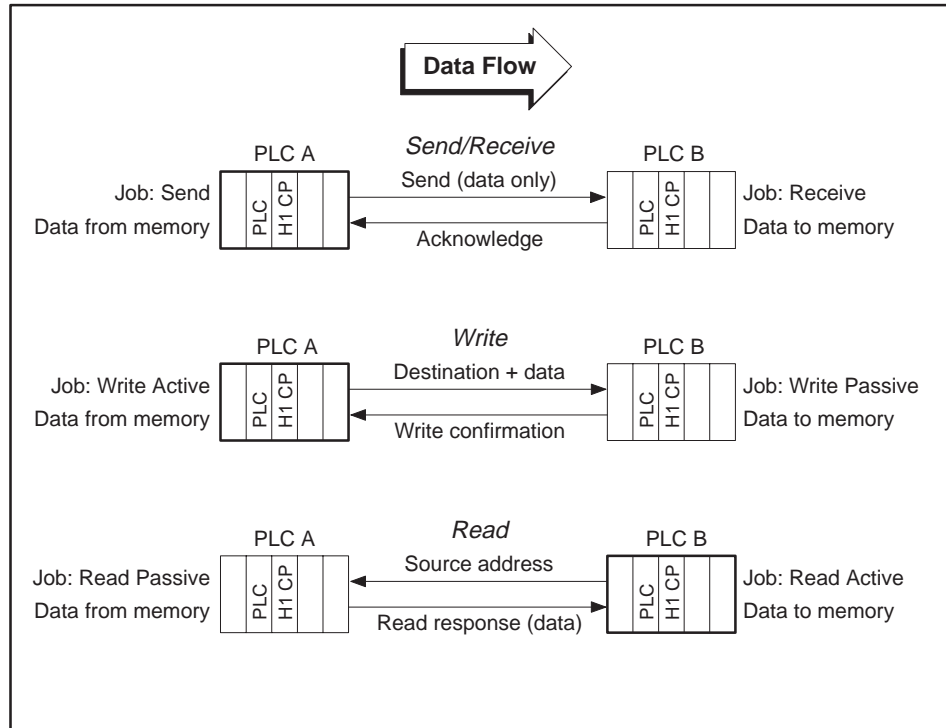 Data Flow
Send/Receive
PLC A
PLC B
Job: Send
Data from memory
PLC
H1 CP
Send (data only)
Acknowledge
PLC
H1 CP
Job: Receive
Data to memory
Write
PLC A
PLC B
Job: Write Active
Data from memory
PLC
H1 CP
Destination + data
Write confirmation
PLC
H1 CP
Job: Write Passive
Data to memory
Read
PLC A
PLC B
Job: Read Passive
Data from memory
PLC
H1 CP
Source address
Read response (data)
PLC
H1 CP
Job: Read Active
Data to memory